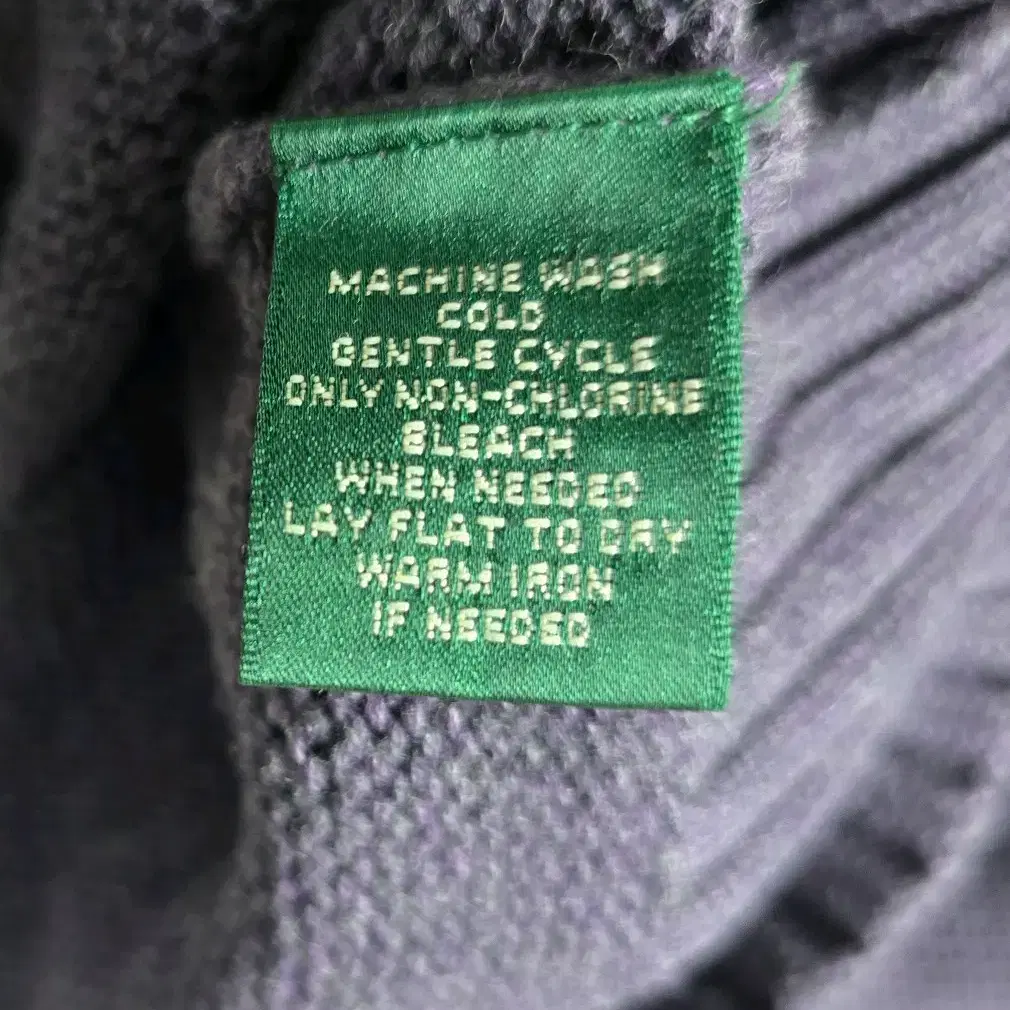 MACHINE WASH
COLD
GENTLE CYCLE
ONLY NON-CHLORINE
BLEACH
WHEN NEEDED
LAY FLAT TO DRY
WARM IRON
IF NEEDED